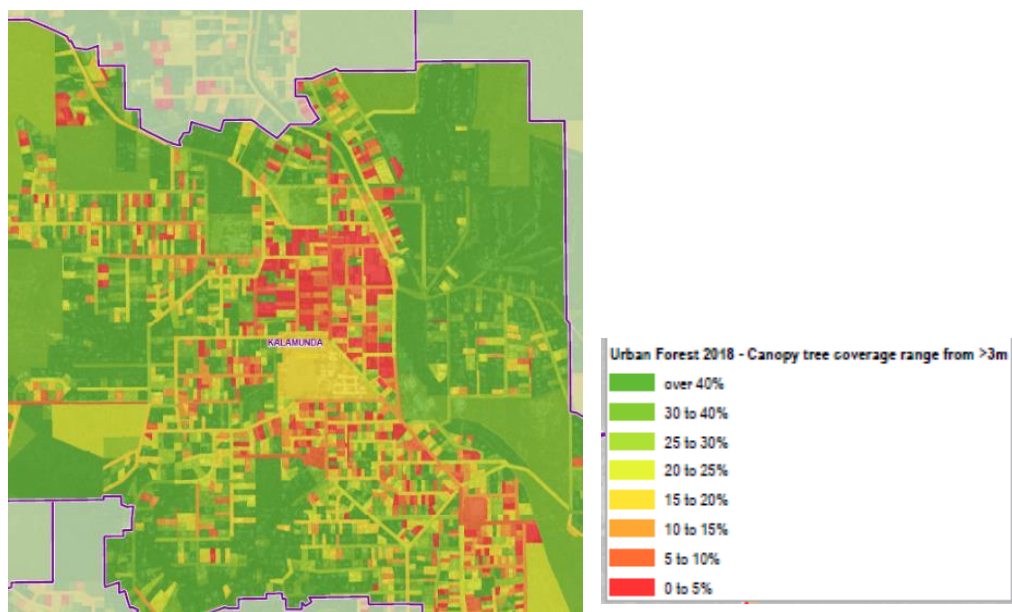 KALAMUNDA
Urban Forest 2018 - Canopy tree coverage range from >3m
over 40%
30 to 40%
25 to 30%
20 to 25%
15 to 20%
10 to 15%
5 to 10%
0 to 5%